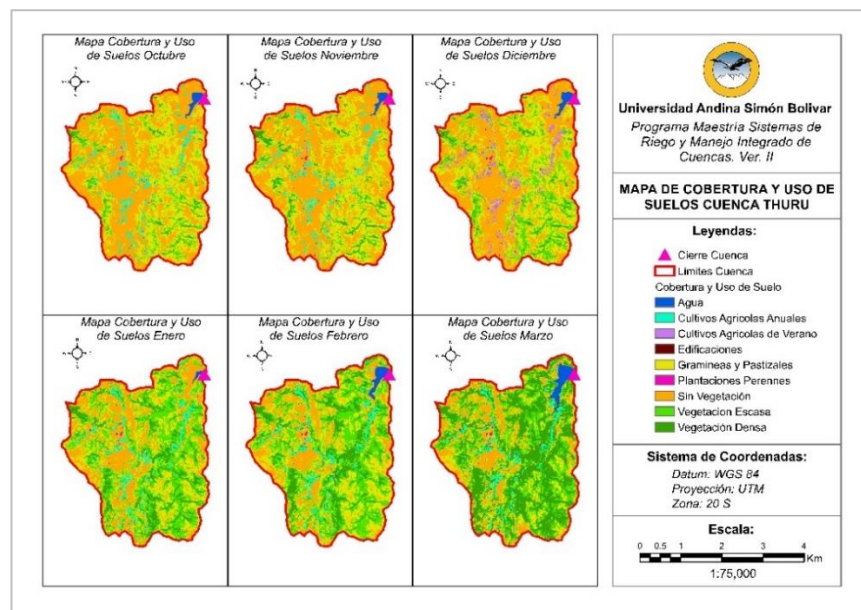 Mapa Cobertura y Uso
de Suelos Octubre
Mapa Cobertura y Uso
de Suelos Noviembre
Mapa Cobertura y Uso
de Suelos Diciembre
Mapa Cobertura y Uso
de Suelos Enero
Mapa Cobertura y Uso
de Suelos Febrero
Mapa Cobertura y Uso
de Suelos Marzo
Universidad Andina Simón Bolivar
Programa Maestría Sistemas de
Riego y Manejo Integrado de
Cuencas. Ver. II
MAPA DE COBERTURA Y USO DE
SUELOS CUENCA THURU
Leyendas:
Cierre Cuenca
Limites Cuenca
Cobertura y Uso de Suelo
Agua
Cultivos Agricolas Anuales
Cultivos Agricolas de Verano
Edificaciones
Gramineas y Pastizales
Plantaciones Perennes
Sin Vegetación
Vegetacion Escasa
Vegetación Densa
Sistema de Coordenadas:
Datum: WGS 84
Proyección: UTM
Zona: 20 S
Escala:
0 0.5 1 2 3 4
Km
1:75,000